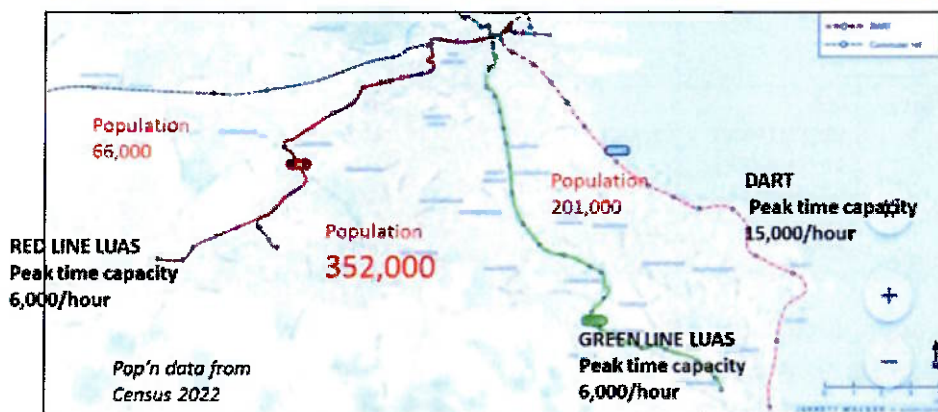 DART
Population
66,000
Population
201,000
DART
Peak time capacity
15,000/hour
Population
352,000
RED LINE LUAS
Peak time capacity
6,000/hour
GREEN LINE LUAS
Peak time capacity
6,000/hour
Pop'n data from
Census 2022